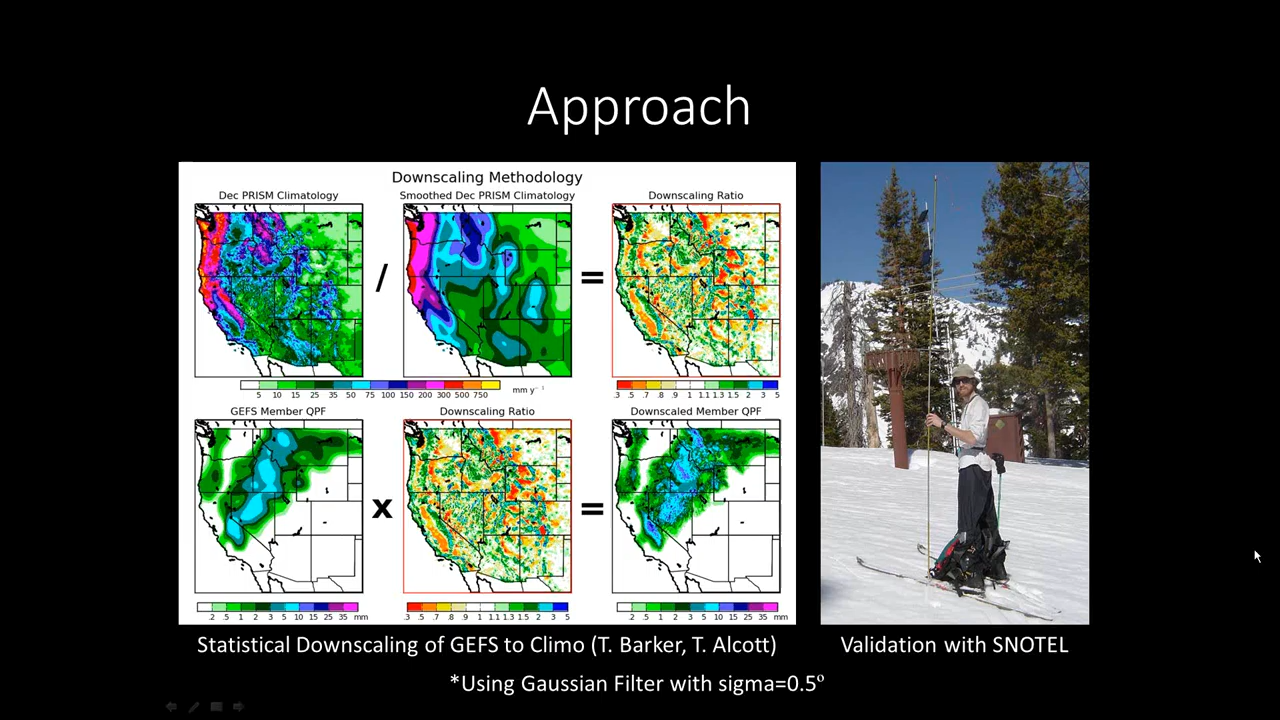 Approach
Downscaling Methodology
Dec PRISM Climatology
Smoothed Dec PRISM Climatology
Downscaling Ratio
/
=
5 10 15 25 35 50 75 100 150 200 300 500 750
mm y⁻¹
.3 .5 .7 .8 .9 1 1.1 1.3 1.5 2 3 5
GEFS Member QPF
Downscaling Ratio
Downscaled Member QPF
x
=
.2 .5 1 2 3 5 10 15 25 35 mm
.3 .5 .7 .8 .9 1 1.1 1.3 1.5 2 3 5
.2 .5 1 2 3 5 10 15 25 35 mm
Statistical Downscaling of GEFS to Climo (T. Barker, T. Alcott)
Validation with SNOTEL
*Using Gaussian Filter with sigma=0.5º